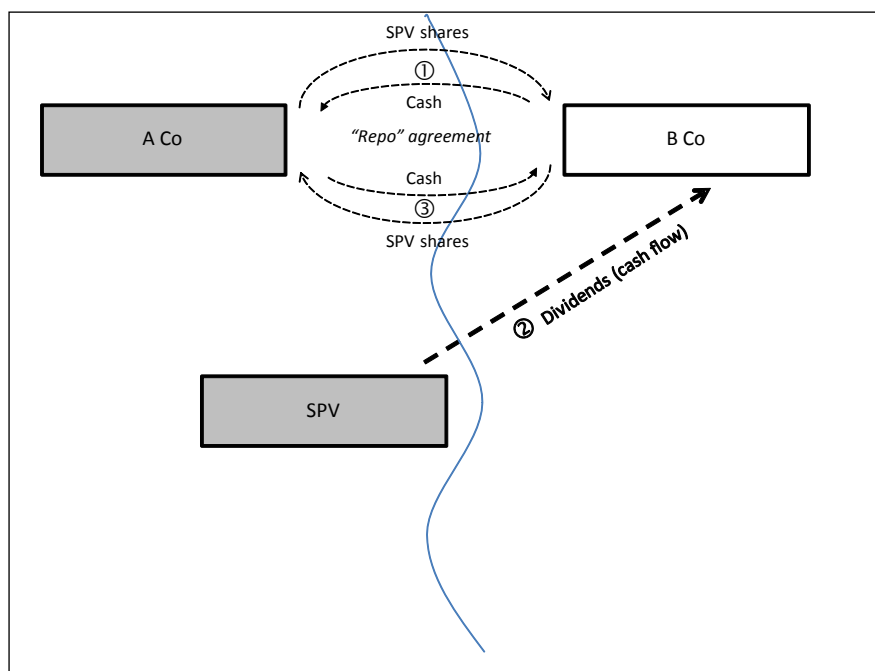 SPV shares
①
Cash
A Co
“Repo” agreement
B Co
Cash
③
SPV shares
② Dividends (cash flow)
SPV